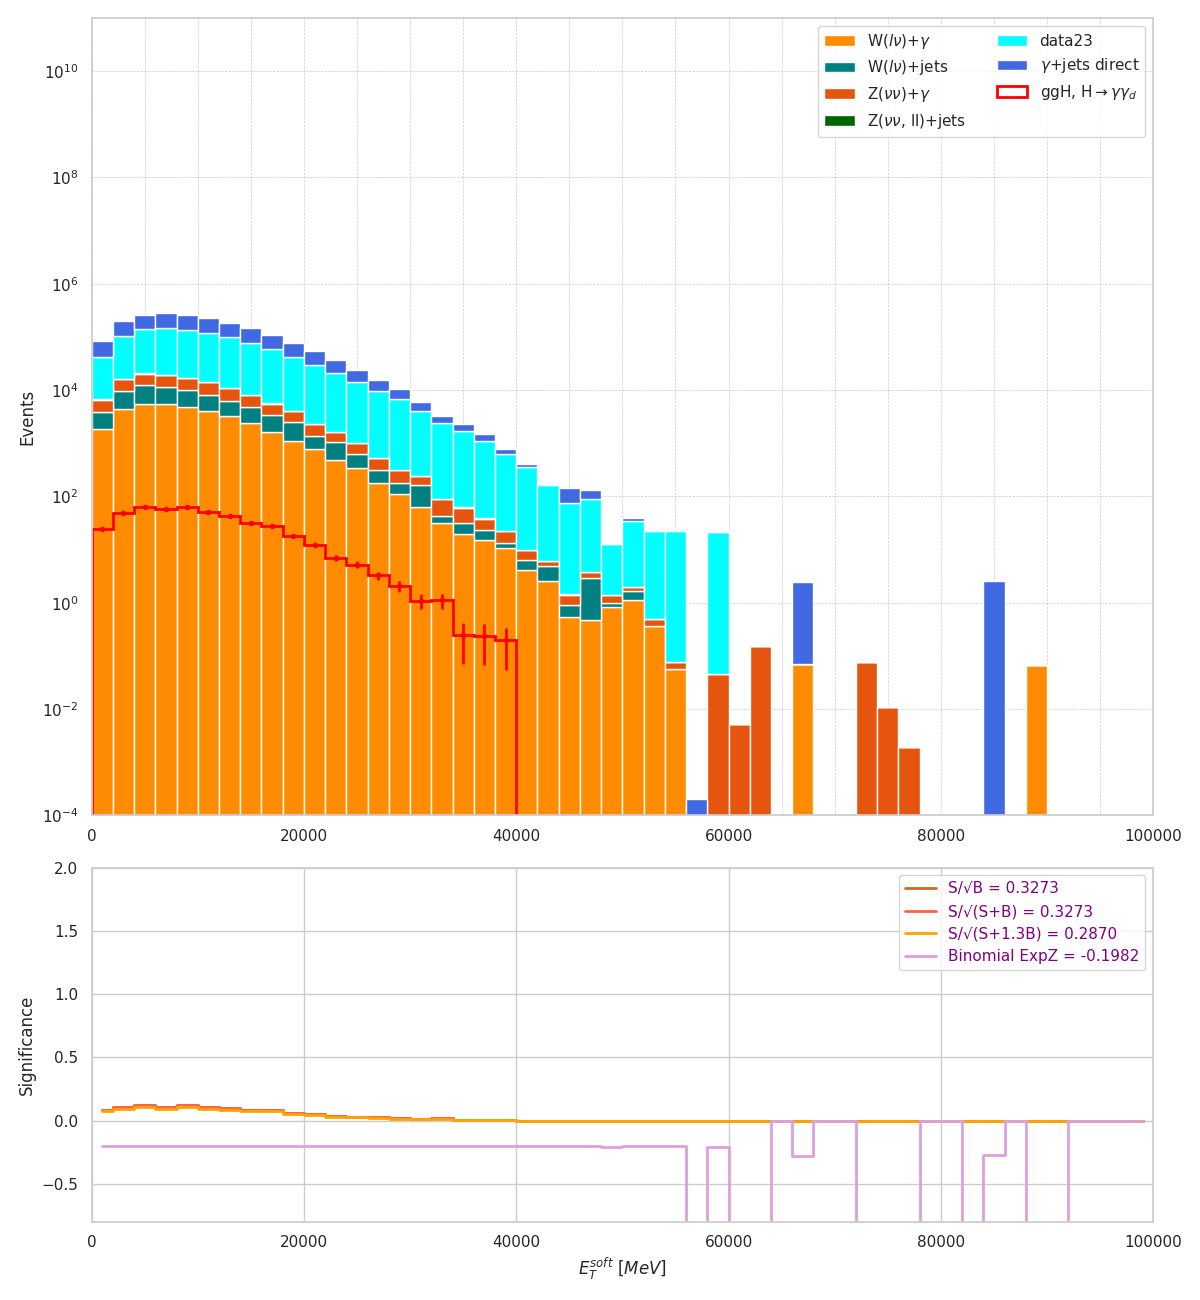 W(lν)+γ
W(lν)+jets
Z(νν)+γ
Z(νν, ll)+jets
data23
γ+jets direct
ggH, H→γγ_d
Events
10^10
10^8
10^6
10^4
10^2
10^0
10^−2
10^−4
0 20000 40000 60000 80000 100000
S/√B = 0.3273
S/√(S+B) = 0.3273
S/√(S+1.3B) = 0.2870
Binomial ExpZ = -0.1982
Significance
2.0
1.5
1.0
0.5
0.0
−0.5
0 20000 40000 60000 80000 100000
E_T^soft [MeV]